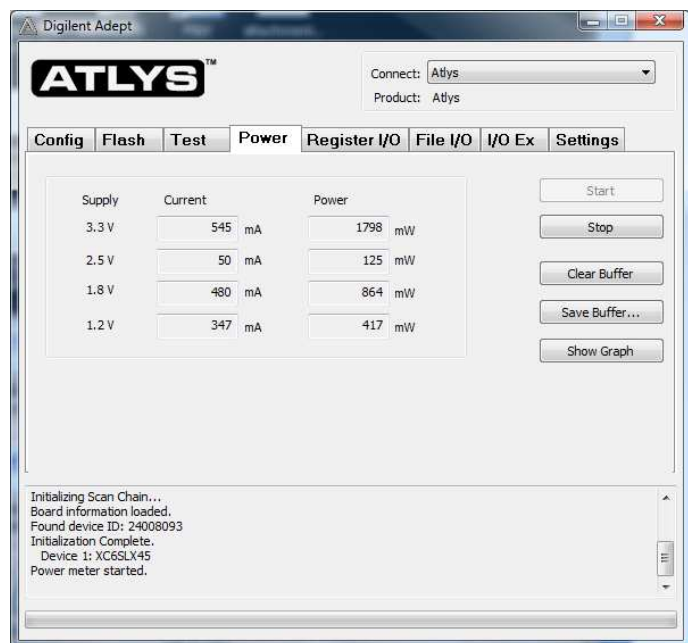 Digilent Adept
ATLYS™
Connect: Atlys
Product: Atlys
Config Flash Test Power Register I/O File I/O I/O Ex Settings
Supply Current Power
3.3 V 545 mA 1798 mW
2.5 V 50 mA 125 mW
1.8 V 480 mA 864 mW
1.2 V 347 mA 417 mW
Start
Stop
Clear Buffer
Save Buffer...
Show Graph
Initializing Scan Chain...
Board information loaded.
Found device ID: 24008093
Initialization Complete.
Device 1: XC6SLX45
Power meter started.